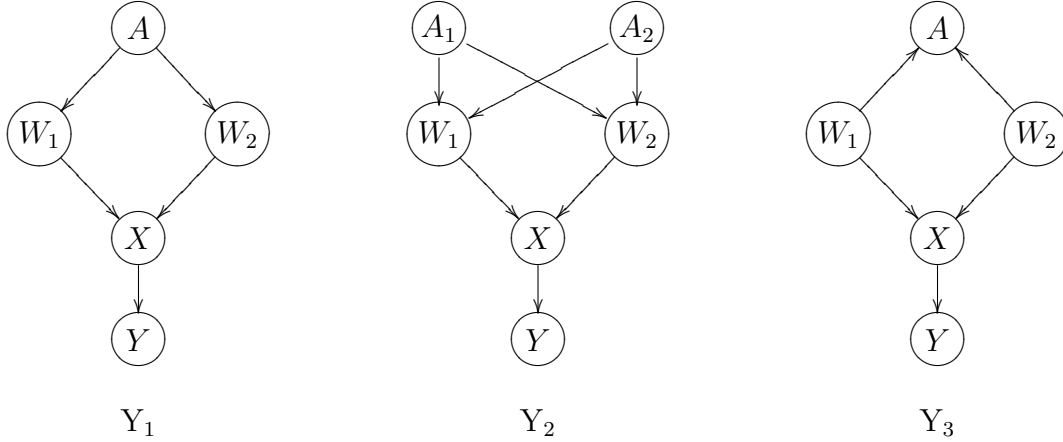 A A₁ A₂ A
W₁ W₂ W₁ W₂ W₁ W₂
X X X
Y Y Y
Y₁ Y₂ Y₃